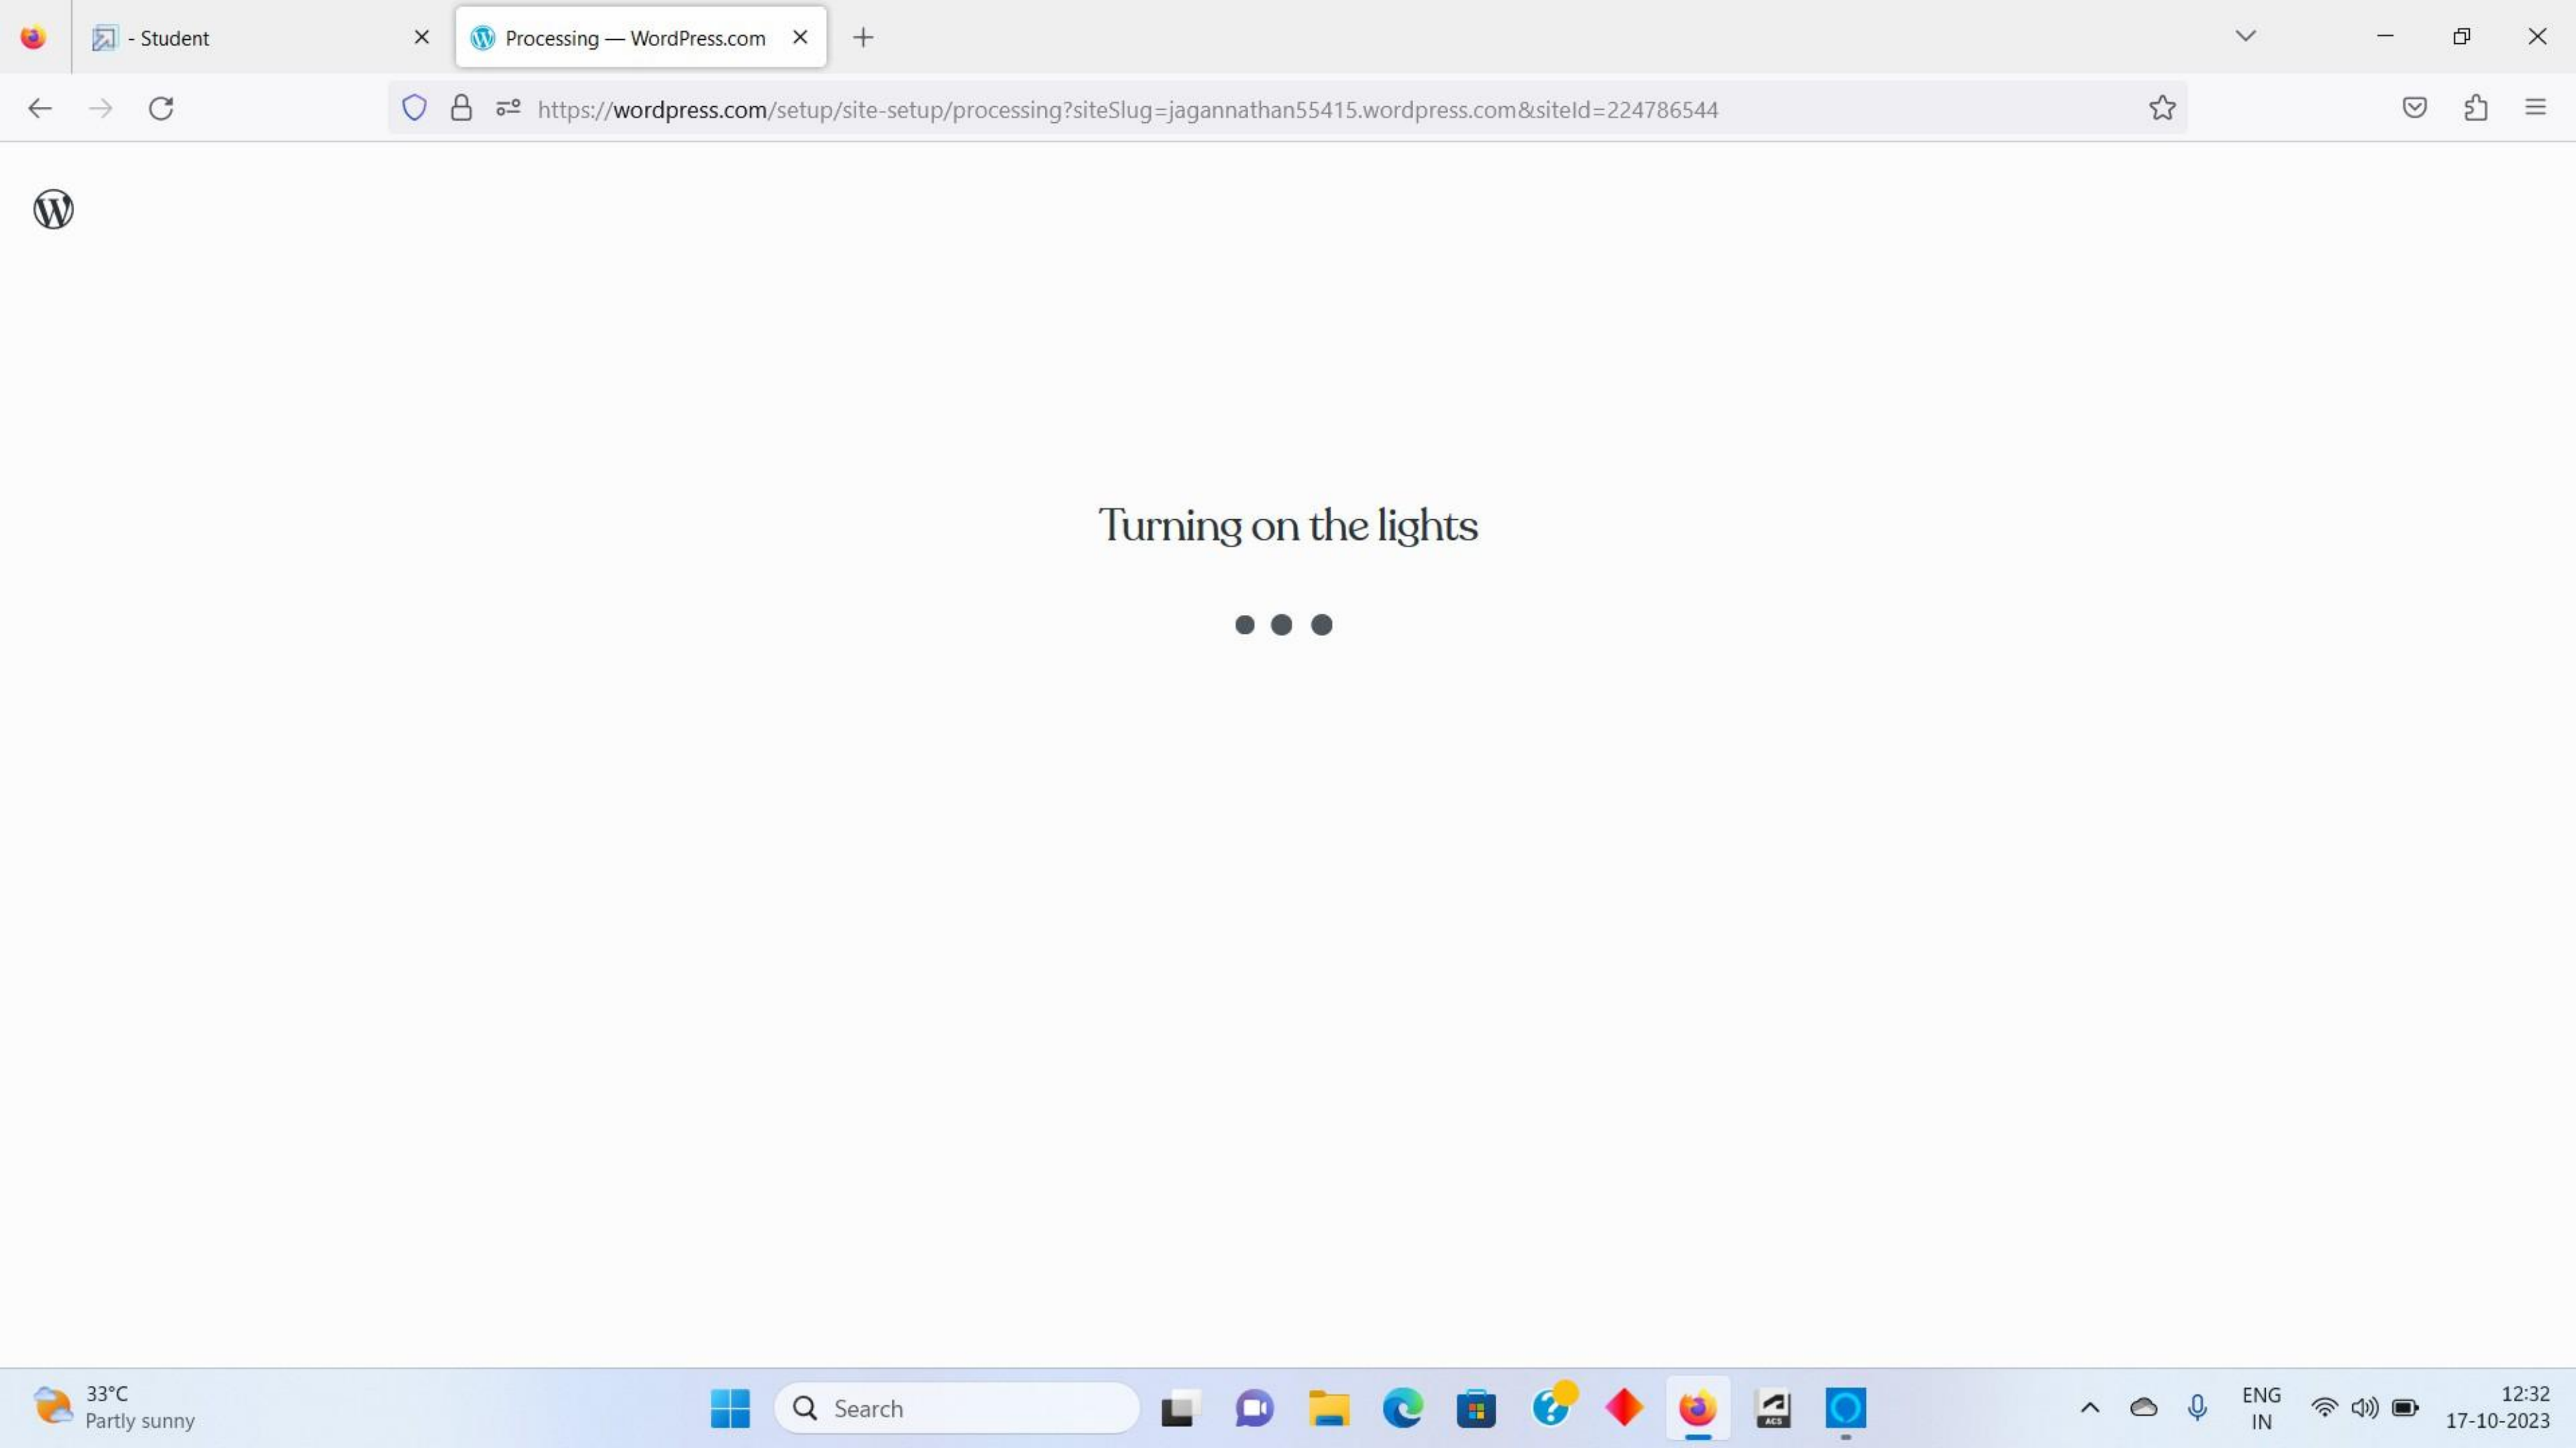 - Student
Processing — WordPress.com
https://wordpress.com/setup/site-setup/processing?siteSlug=jagannathan55415.wordpress.com&siteId=224786544
Turning on the lights
33°C
Partly sunny
Search
ACS
ENG
IN
12:32
17-10-2023